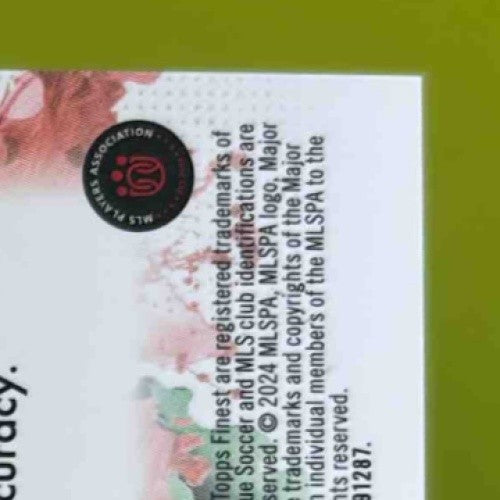 MLS PLAYERS ASSOCIATION
Topps Finest are registered trademarks of
ue Soccer and MLS club identifications are
served. © 2024 MLSPA, MLSPA logo, Major
trademarks and copyrights of the Major
individual members of the MLSPA to the
ts reserved.
91287.
curacy.